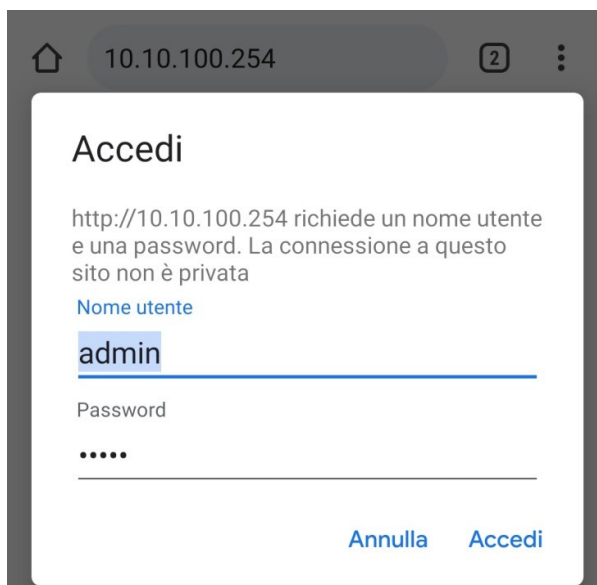 10.10.100.254
2
Accedi
http://10.10.100.254 richiede un nome utente
e una password. La connessione a questo
sito non è privata
Nome utente
admin
Password
•••••
Annulla Accedi